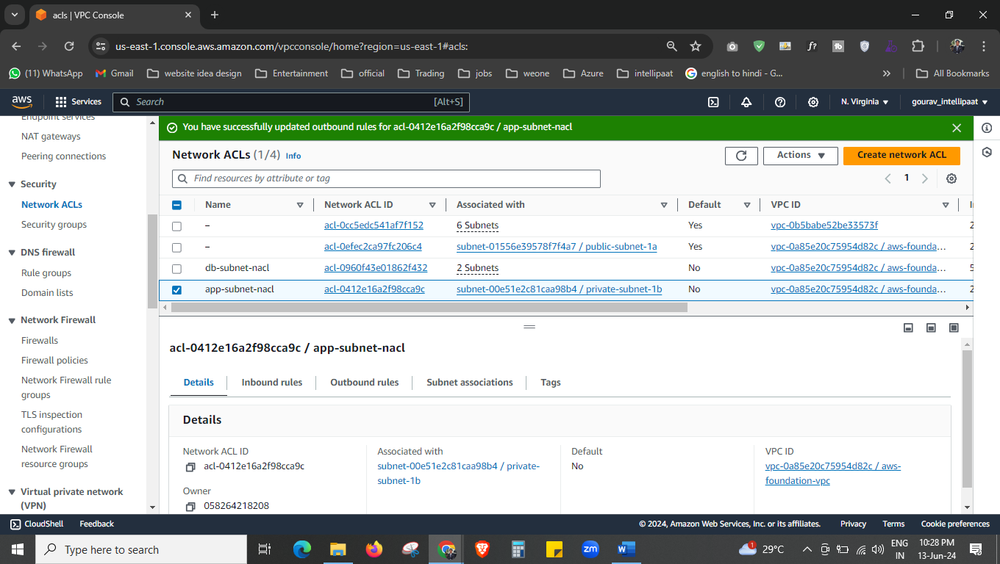 acls | VPC Console
us-east-1.console.aws.amazon.com/vpcconsole/home?region=us-east-1#acls:
(11) WhatsApp Gmail website idea design Entertainment official Trading jobs weone Azure intellipaat english to hindi - G... » All Bookmarks
aws Services Search [Alt+S] N. Virginia gourav_intellipaat
Endpoint services
NAT gateways
Peering connections
Security
Network ACLs
Security groups
DNS firewall
Rule groups
Domain lists
Network Firewall
Firewalls
Firewall policies
Network Firewall rule
groups
TLS inspection
configurations
Network Firewall
resource groups
Virtual private network
(VPN)
You have successfully updated outbound rules for acl-0412e16a2f98cca9c / app-subnet-nacl
Network ACLs (1/4) Info
Actions
Create network ACL
Find resources by attribute or tag
1
Name Network ACL ID Associated with Default VPC ID
– acl-0cc5edc541af7f152 6 Subnets Yes vpc-0b5babe52be33573f 2
– acl-0efec2ca97fc206c4 subnet-01556e39578f7f4a7 / public-subnet-1a Yes vpc-0a85e20c75954d82c / aws-founda… 2
db-subnet-nacl acl-0960f43e01862f432 2 Subnets No vpc-0a85e20c75954d82c / aws-founda… 5
app-subnet-nacl acl-0412e16a2f98cca9c subnet-00e51e2c81caa98b4 / private-subnet-1b No vpc-0a85e20c75954d82c / aws-founda… 2
acl-0412e16a2f98cca9c / app-subnet-nacl
Details Inbound rules Outbound rules Subnet associations Tags
Details
Network ACL ID
acl-0412e16a2f98cca9c
Associated with
subnet-00e51e2c81caa98b4 / private-
subnet-1b
Default
No
VPC ID
vpc-0a85e20c75954d82c / aws-
foundation-vpc
Owner
058264218208
CloudShell Feedback © 2024, Amazon Web Services, Inc. or its affiliates. Privacy Terms Cookie preferences
Type here to search
zm
1
29°C
ENG
IN
10:28 PM
13-Jun-24